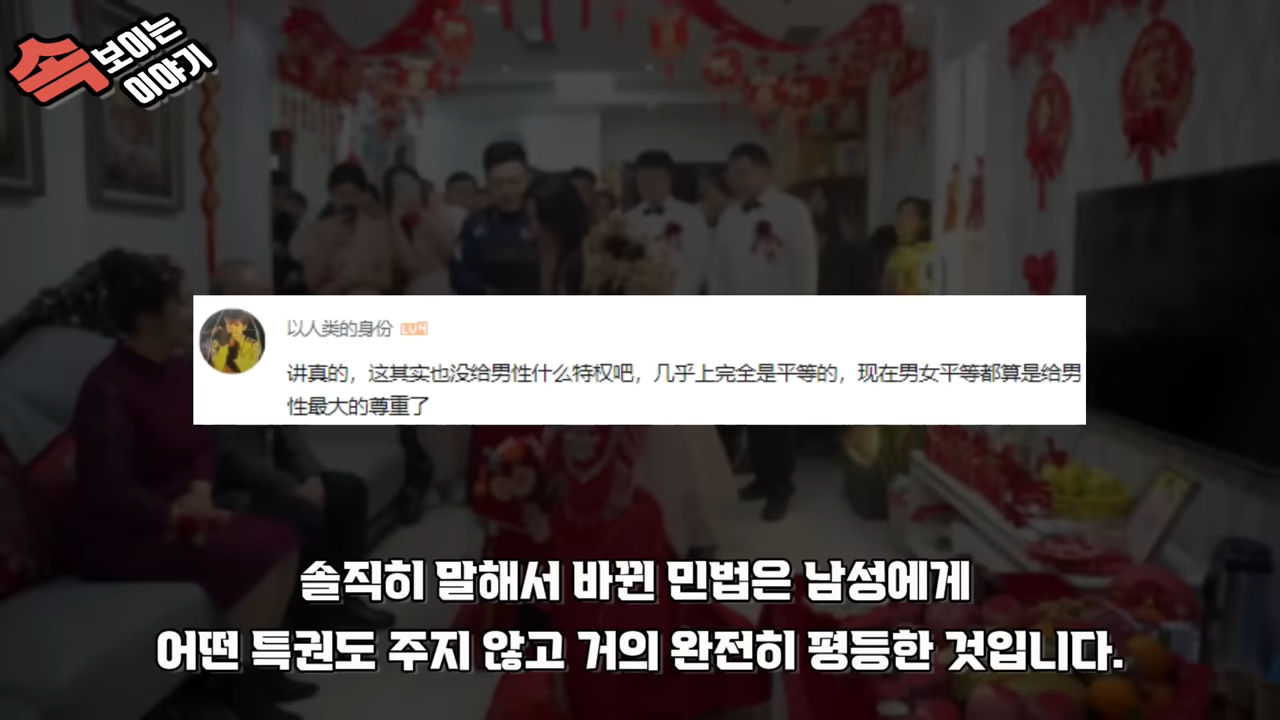 속보이는
이야기
以人类的身份 LV4
讲真的，这其实也没给男性什么特权吧，几乎上完全是平等的，现在男女平等都算是给男
性最大的尊重了
솔직히 말해서 바뀐 민법은 남성에게
어떤 특권도 주지 않고 거의 완전히 평등한 것입니다.